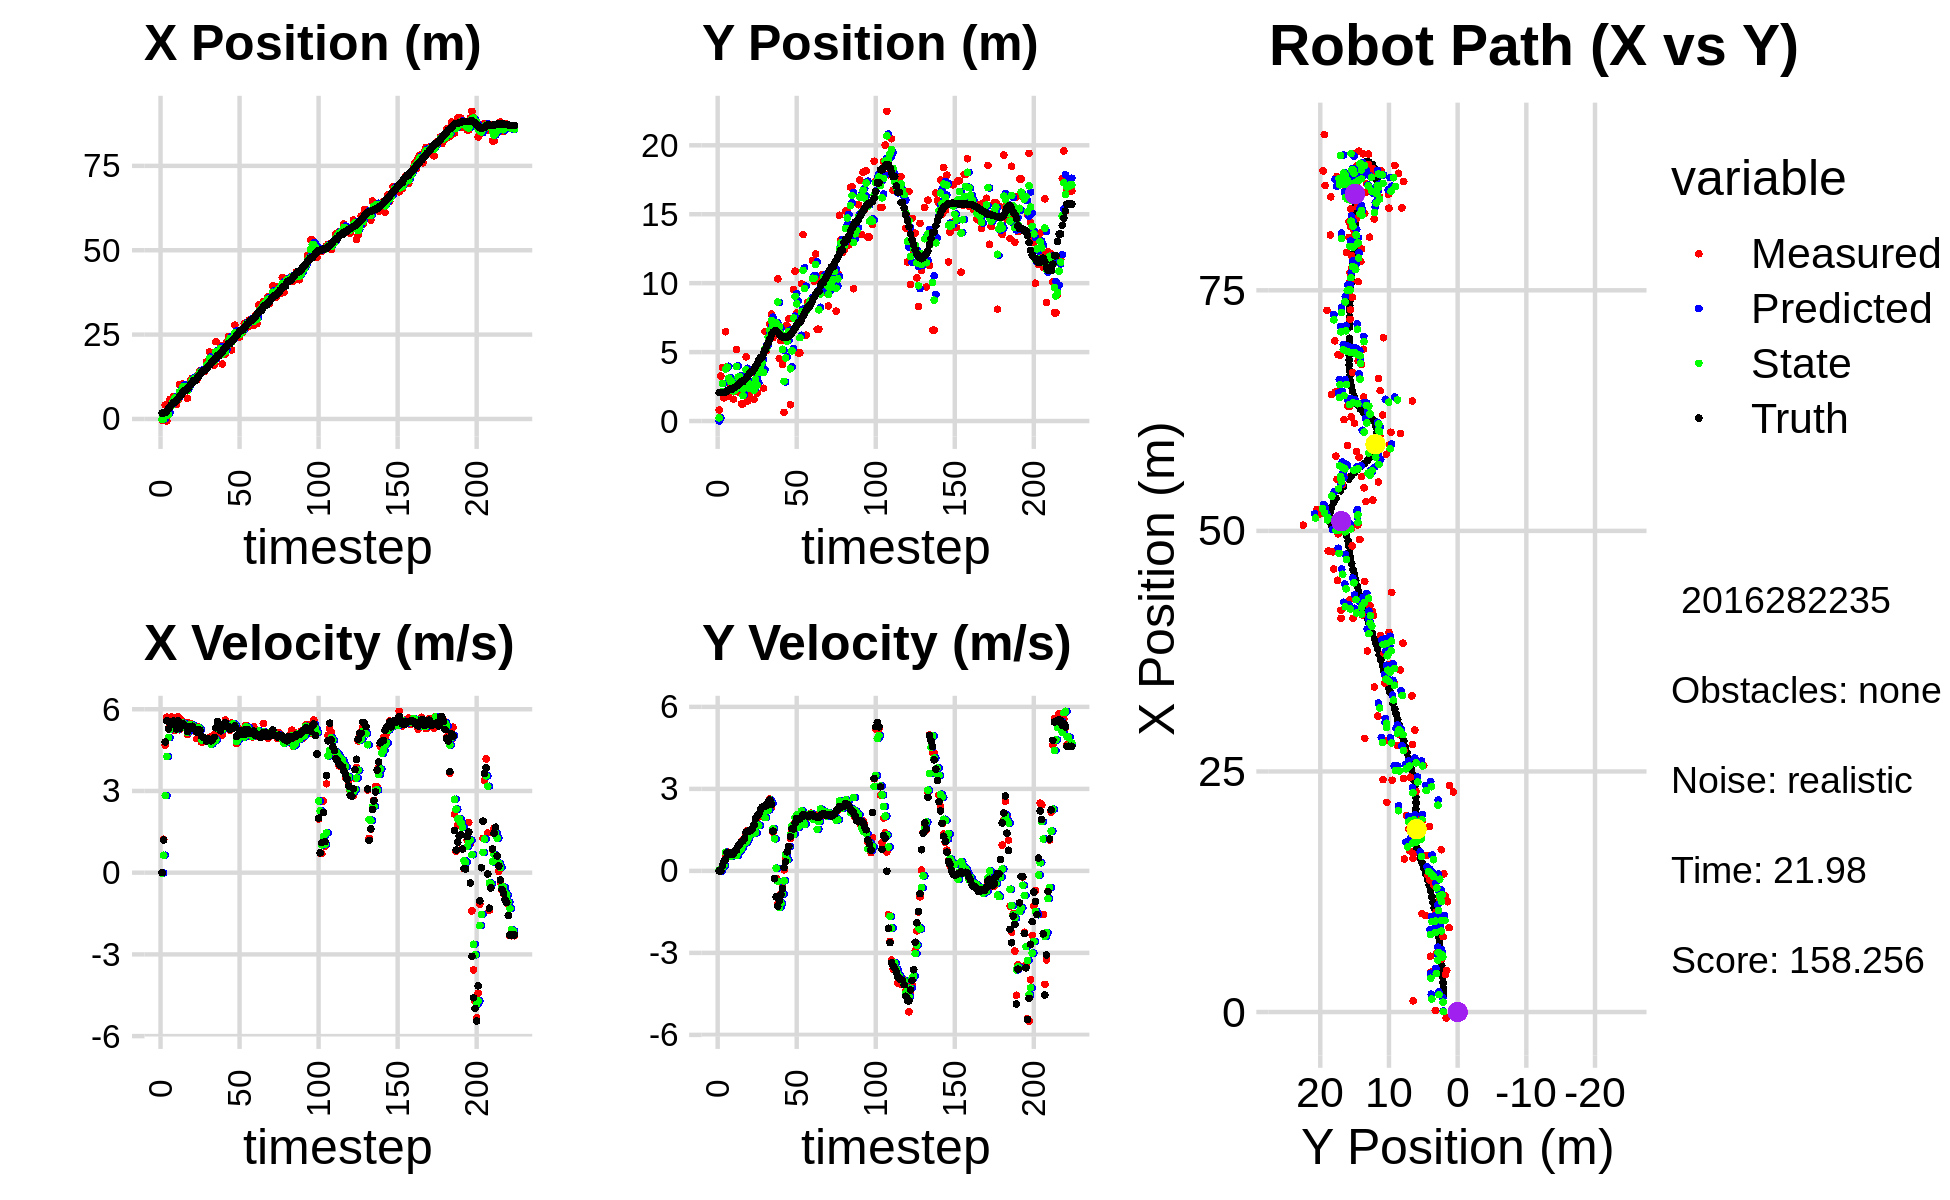 X Position (m)
75
50
25
0
0 50 100 150 200
timestep
Y Position (m)
20
15
10
5
0
0 50 100 150 200
timestep
X Velocity (m/s)
6
3
0
-3
-6
0 50 100 150 200
timestep
Y Velocity (m/s)
6
3
0
-3
-6
0 50 100 150 200
timestep
Robot Path (X vs Y)
X Position (m)
75
50
25
0
20 10 0 -10 -20
Y Position (m)
variable
Measured
Predicted
State
Truth
2016282235
Obstacles: none
Noise: realistic
Time: 21.98
Score: 158.256